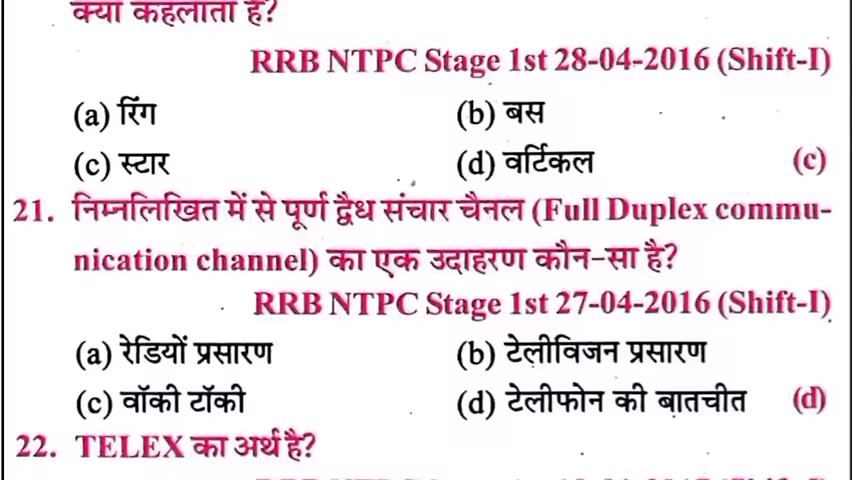 क्या कहलाता है?
RRB NTPC Stage 1st 28-04-2016 (Shift-I)
(a) रिंग (b) बस
(c) स्टार (d) वर्टिकल (c)
21. निम्नलिखित में से पूर्ण द्वैध संचार चैनल (Full Duplex commu-
nication channel) का एक उदाहरण कौन-सा है?
RRB NTPC Stage 1st 27-04-2016 (Shift-I)
(a) रेडियों प्रसारण (b) टेलीविजन प्रसारण
(c) वॉकी टॉकी (d) टेलीफोन की बातचीत (d)
22. TELEX का अर्थ है?